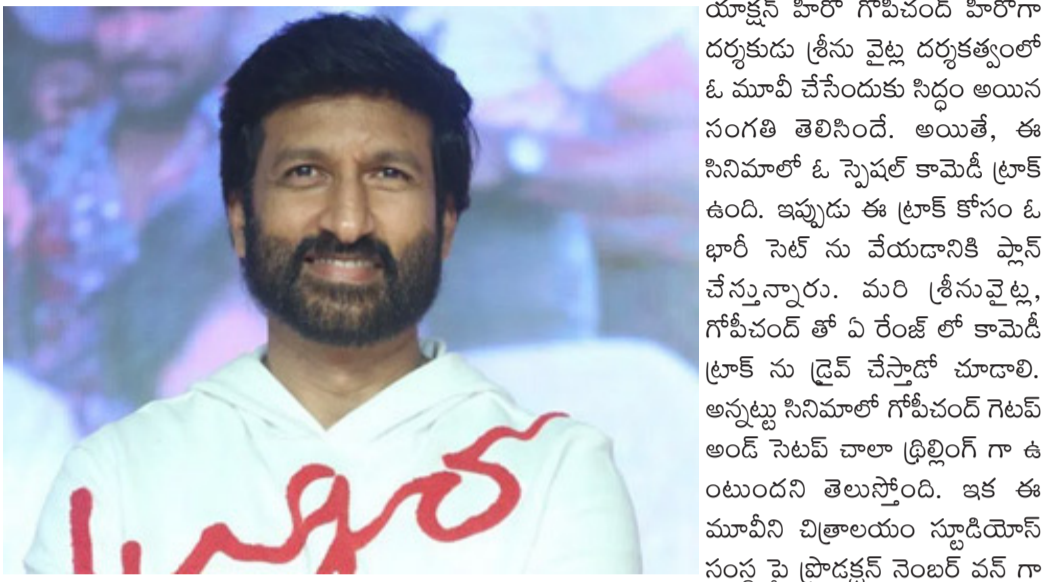 యాక్షన్ హీరో గోపీచంద్ హీరోగా
దర్శకుడు శ్రీను వైట్ల దర్శకత్వంలో
ఓ మూవీ చేసేందుకు సిద్ధం అయిన
సంగతి తెలిసిందే. అయితే, ఈ
సినిమాలో ఓ స్పెషల్ కామెడీ ట్రాక్
ఉంది. ఇప్పుడు ఈ ట్రాక్ కోసం ఓ
భారీ సెట్ ను వేయడానికి ప్లాన్
చేస్తున్నారు. మరి శ్రీనువైట్ల,
గోపీచంద్ తో ఏ రేంజ్ లో కామెడీ
ట్రాక్ ను డ్రైవ్ చేస్తాడో చూడాలి.
అన్నట్టు సినిమాలో గోపీచంద్ గెటప్
అండ్ సెటప్ చాలా థ్రిల్లింగ్ గా ఉ
ంటుందని తెలుస్తోంది. ఇక ఈ
మూవీని చిత్రాలయం స్టూడియోస్
సంస్థ పై ప్రొడక్షన్ నెంబర్ వన్ గా